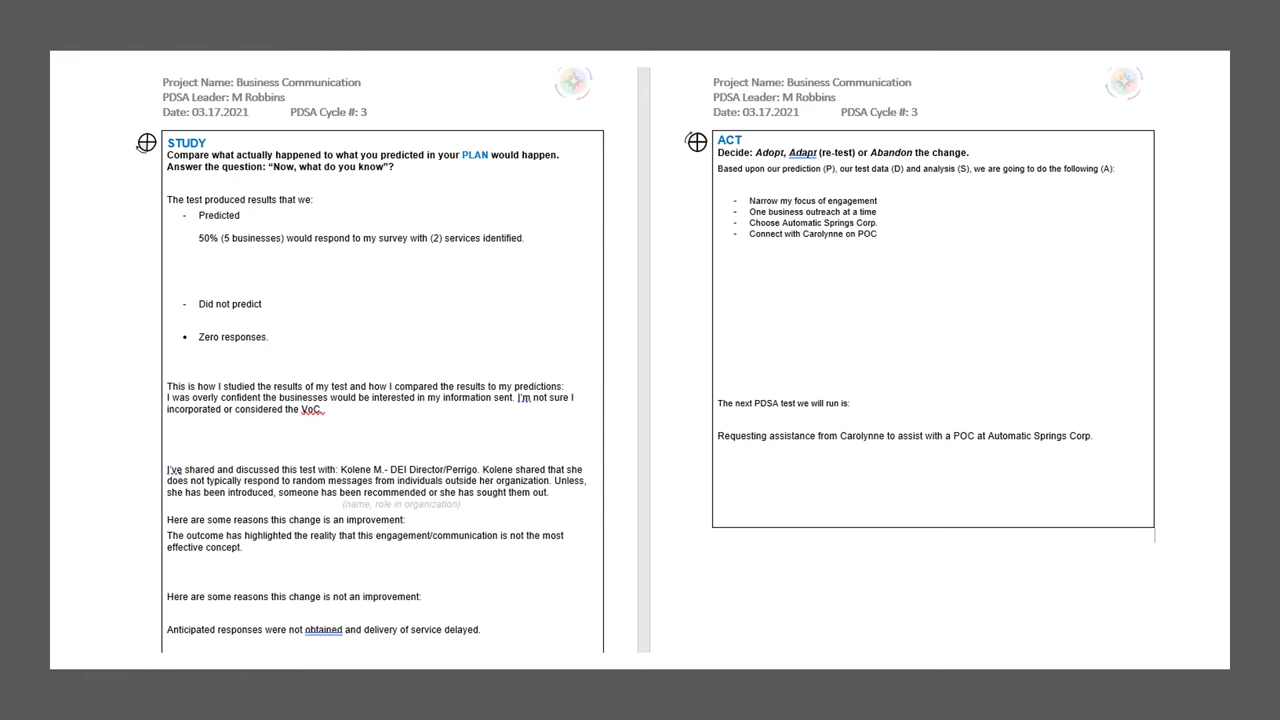 Project Name: Business Communication
PDSA Leader: M Robbins
Date: 03.17.2021 PDSA Cycle #: 3
STUDY
Compare what actually happened to what you predicted in your PLAN would happen.
Answer the question: “Now, what do you know”?
The test produced results that we:
- Predicted
50% (5 businesses) would respond to my survey with (2) services identified.
- Did not predict
• Zero responses.
This is how I studied the results of my test and how I compared the results to my predictions:
I was overly confident the businesses would be interested in my information sent. I’m not sure I
incorporated or considered the VoC.
I’ve shared and discussed this test with: Kolene M.- DEI Director/Perrigo. Kolene shared that she
does not typically respond to random messages from individuals outside her organization. Unless,
she has been introduced, someone has been recommended or she has sought them out.
(name, role in organization)
Here are some reasons this change is an improvement:
The outcome has highlighted the reality that this engagement/communication is not the most
effective concept.
Here are some reasons this change is not an improvement:
Anticipated responses were not obtained and delivery of service delayed.
Project Name: Business Communication
PDSA Leader: M Robbins
Date: 03.17.2021 PDSA Cycle #: 3
ACT
Decide: Adopt, Adapt (re-test) or Abandon the change.
Based upon our prediction (P), our test data (D) and analysis (S), we are going to do the following (A):
- Narrow my focus of engagement
- One business outreach at a time
- Choose Automatic Springs Corp.
- Connect with Carolynne on POC
The next PDSA test we will run is:
Requesting assistance from Carolynne to assist with a POC at Automatic Springs Corp.